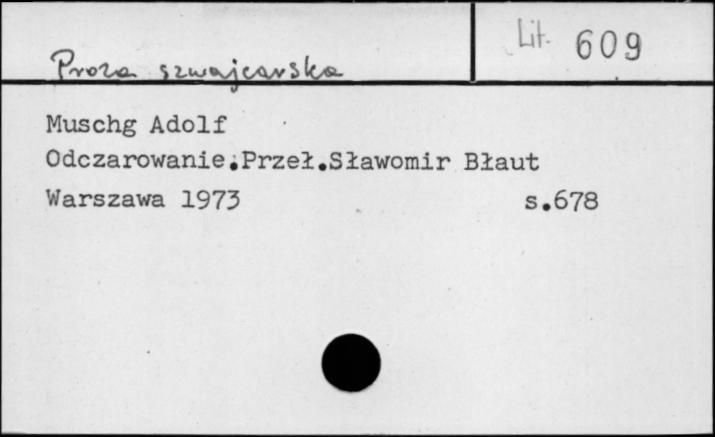 Proza szwajcarska
Lit. 609
Muschg Adolf
Odczarowanie.Przeł.Sławomir Błaut
Warszawa 1973 s.678